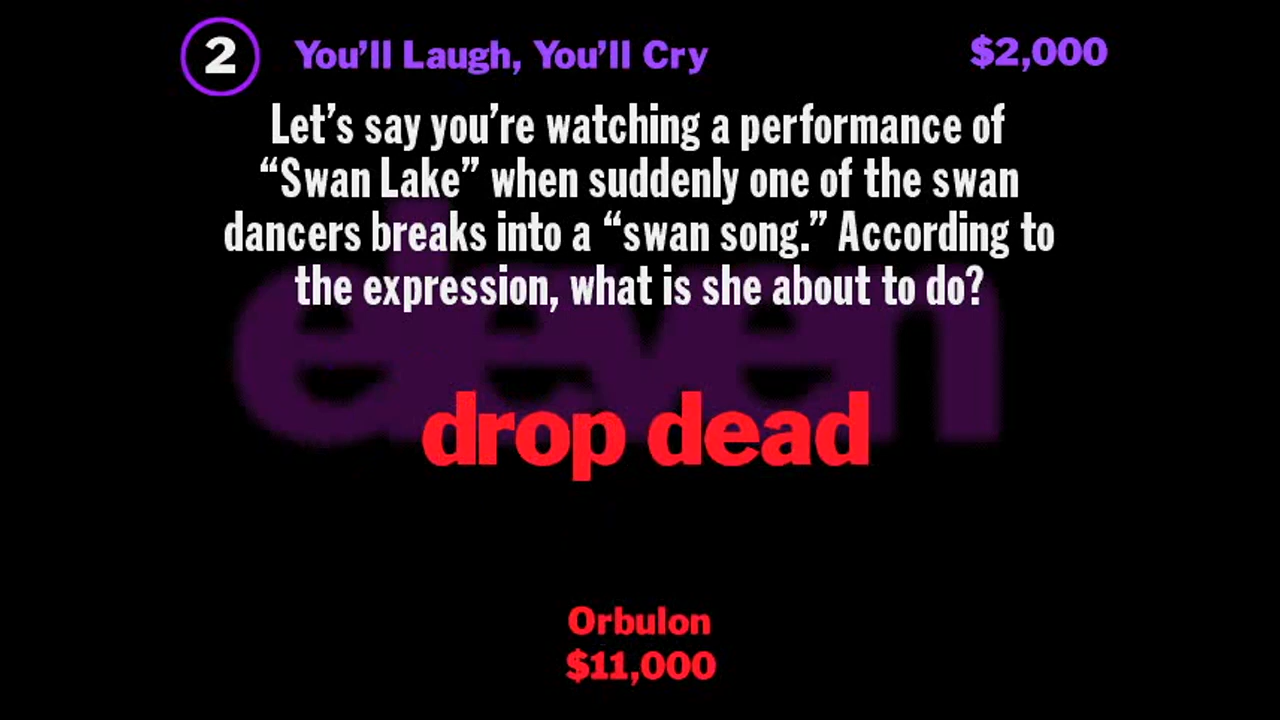 2 You'll Laugh, You'll Cry $2,000
Let's say you're watching a performance of
“Swan Lake” when suddenly one of the swan
dancers breaks into a “swan song.” According to
the expression, what is she about to do?
eleven
drop dead
Orbulon
$11,000